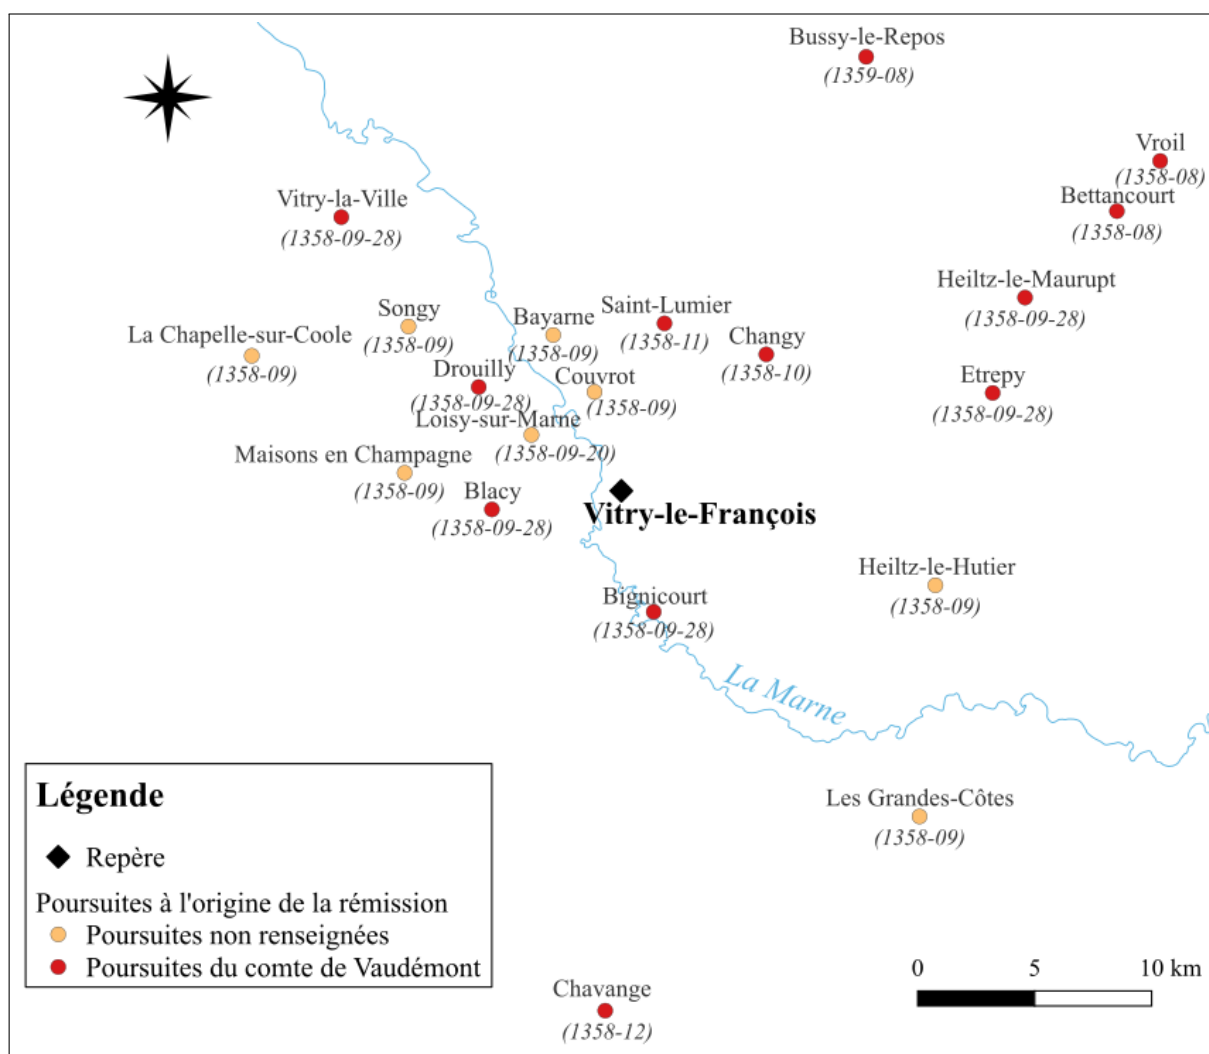 Bussy-le-Repos
(1359-08)
Vroil
(1358-08)
Bettancourt
(1358-08)
Vitry-la-Ville
(1358-09-28)
Heiltz-le-Maurupt
(1358-09-28)
Songy
(1358-09)
Bayarne
(1358-09)
Saint-Lumier
(1358-11)
Changy
(1358-10)
La Chapelle-sur-Coole
(1358-09)
Drouilly
(1358-09-28)
Couvrot
(1358-09)
Etrepy
(1358-09-28)
Loisy-sur-Marne
(1358-09-20)
Maisons en Champagne
(1358-09)
Blacy
(1358-09-28)
Vitry-le-François
Heiltz-le-Hutier
(1358-09)
Bignicourt
(1358-09-28)
La Marne
Les Grandes-Côtes
(1358-09)
Légende
Repère
Poursuites à l'origine de la rémission
Poursuites non renseignées
Poursuites du comte de Vaudémont
0 5 10 km
Chavange
(1358-12)